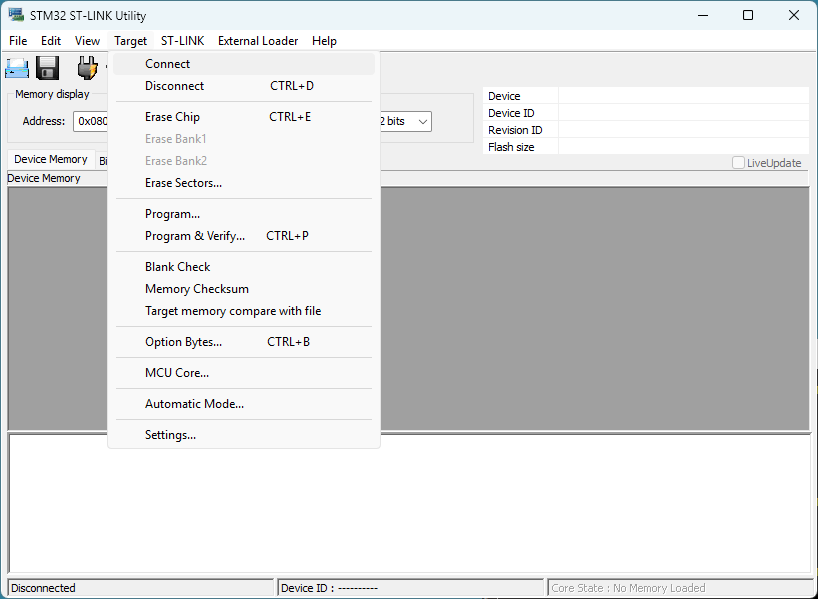 STM32 ST-LINK Utility
File Edit View Target ST-LINK External Loader Help
Memory display
Address: 0x080
2 bits
Device
Device ID
Revision ID
Flash size
LiveUpdate
Device Memory Bi
Device Memory
Connect
Disconnect CTRL+D
Erase Chip CTRL+E
Erase Bank1
Erase Bank2
Erase Sectors...
Program...
Program & Verify... CTRL+P
Blank Check
Memory Checksum
Target memory compare with file
Option Bytes... CTRL+B
MCU Core...
Automatic Mode...
Settings...
Disconnected
Device ID : ----------
Core State : No Memory Loaded